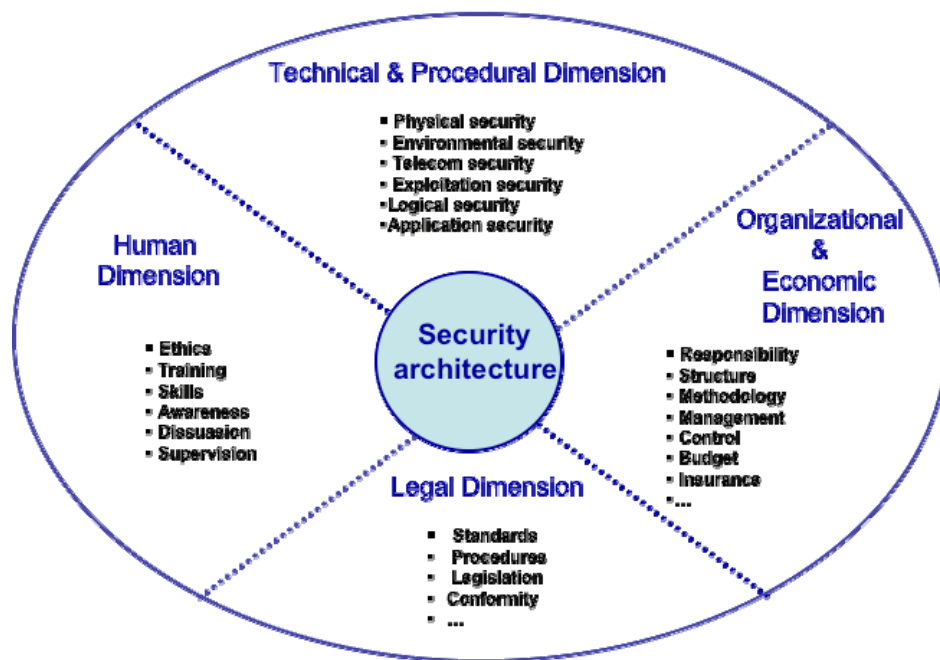 Technical & Procedural Dimension
▪ Physical security
▪ Environmental security
▪ Telecom security
▪ Exploitation security
▪ Logical security
▪ Application security
Human
Dimension
▪ Ethics
▪ Training
▪ Skills
▪ Awareness
▪ Dissuasion
▪ Supervision
Security
architecture
Organizational
&
Economic
Dimension
▪ Responsibility
▪ Structure
▪ Methodology
▪ Management
▪ Control
▪ Budget
▪ Insurance
▪ ...
Legal Dimension
▪ Standards
▪ Procedures
▪ Legislation
▪ Conformity
▪ ...